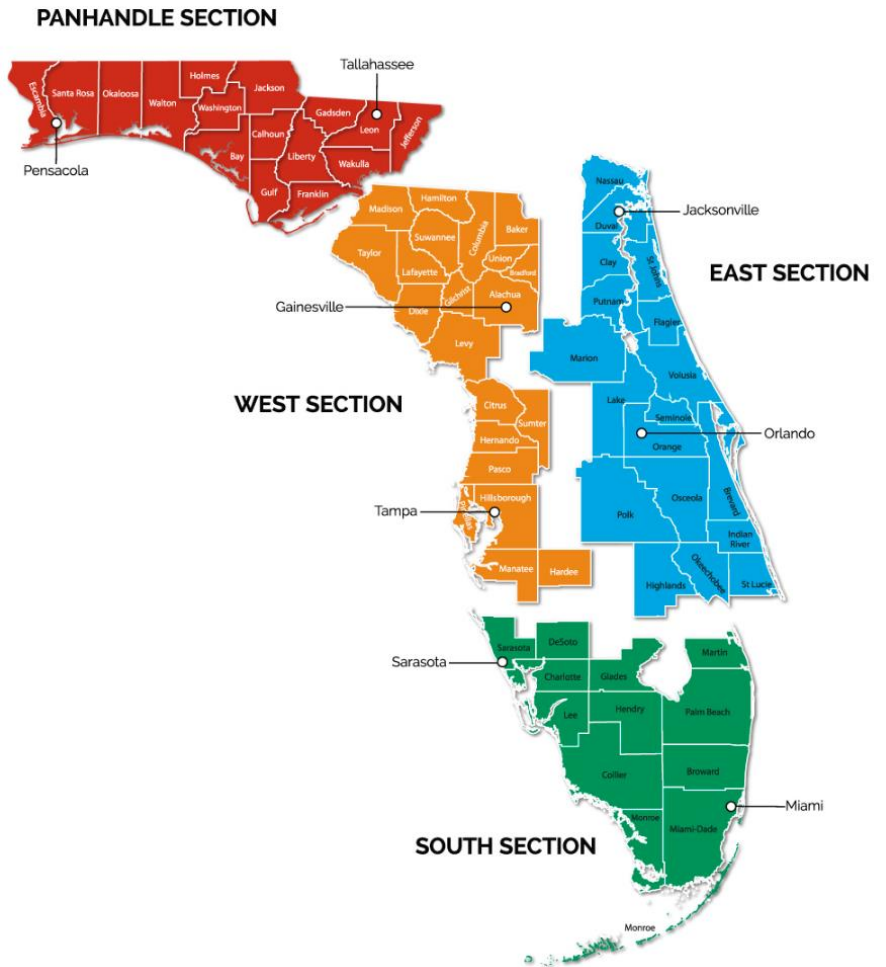 PANHANDLE SECTION
Tallahassee
Holmes
Jackson
Santa Rosa
Okaloosa
Walton
Escambia
Washington
Gadsden
Leon
Jefferson
Calhoun
Liberty
Bay
Wakulla
Gulf
Franklin
Pensacola
Nassau
Jacksonville
Duval
Hamilton
Madison
Baker
Columbia
Suwannee
Taylor
Union
Lafayette
Bradford
Gilchrist
Alachua
Dixie
Gainesville
Levy
Clay
St Johns
EAST SECTION
Putnam
Flagler
Marion
Volusia
WEST SECTION
Citrus
Sumter
Lake
Seminole
Orlando
Hernando
Orange
Pasco
Hillsborough
Pinellas
Tampa
Polk
Osceola
Brevard
Indian
River
Manatee
Hardee
Highlands
Okeechobee
St Lucie
Sarasota
DeSoto
Martin
Sarasota
Charlotte
Glades
Lee
Hendry
Palm Beach
Collier
Broward
Miami
Monroe
Miami-Dade
SOUTH SECTION
Monroe